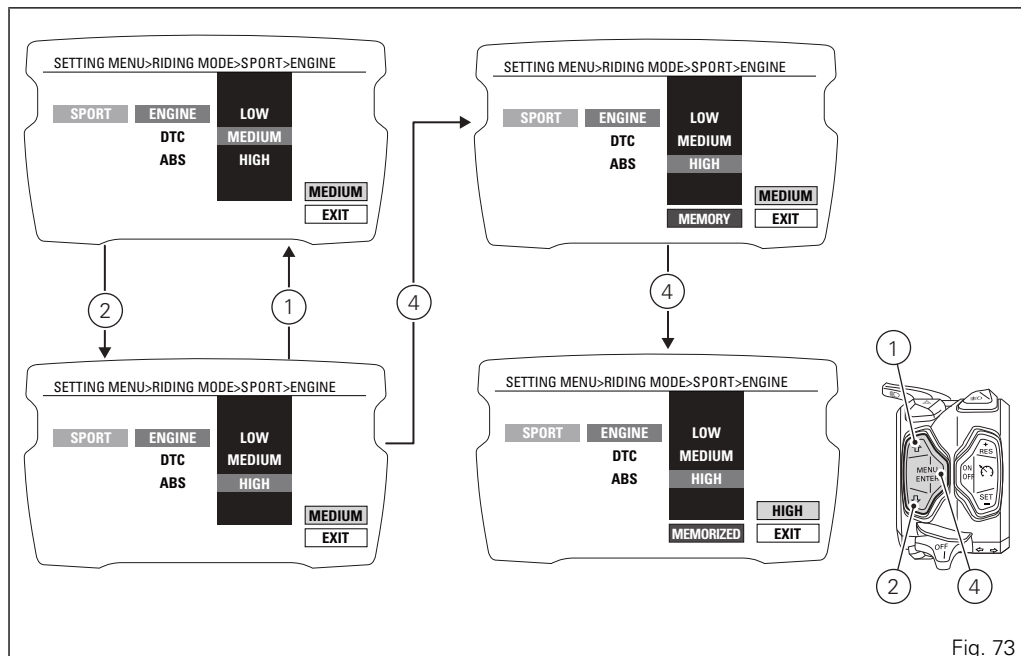 SETTING MENU>RIDING MODE>SPORT>ENGINE
SPORT ENGINE LOW
DTC MEDIUM
ABS HIGH
MEDIUM
EXIT
2
1
SETTING MENU>RIDING MODE>SPORT>ENGINE
SPORT ENGINE LOW
DTC MEDIUM
ABS HIGH
MEDIUM
EXIT
4
SETTING MENU>RIDING MODE>SPORT>ENGINE
SPORT ENGINE LOW
DTC MEDIUM
ABS HIGH
MEDIUM
MEMORY EXIT
4
SETTING MENU>RIDING MODE>SPORT>ENGINE
SPORT ENGINE LOW
DTC MEDIUM
ABS HIGH
HIGH
MEMORIZED EXIT
1
MENU
ENTER
+
RES
ON
OFF
SET
-
OFF
2
4
Fig. 73